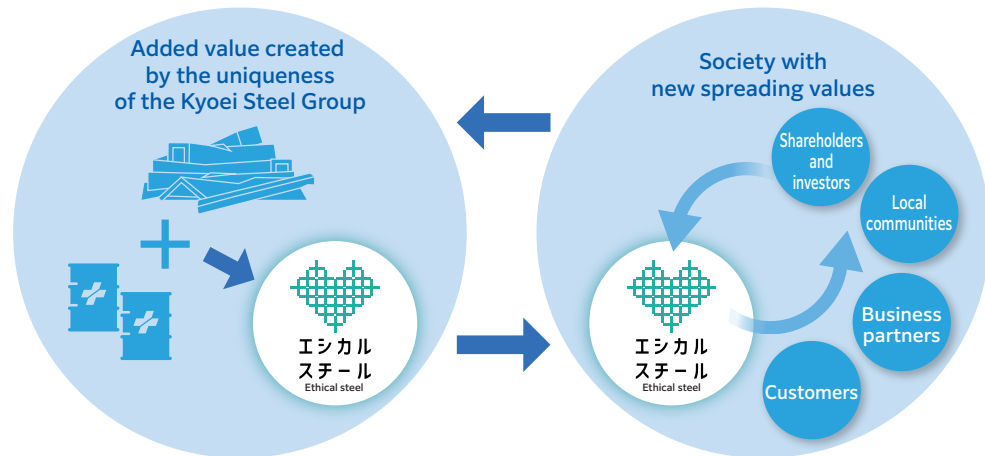 Added value created
by the uniqueness
of the Kyoei Steel Group
エシカル
スチール
Ethical steel
Society with
new spreading values
Shareholders
and
investors
Local
communities
Business
partners
Customers
エシカル
スチール
Ethical steel